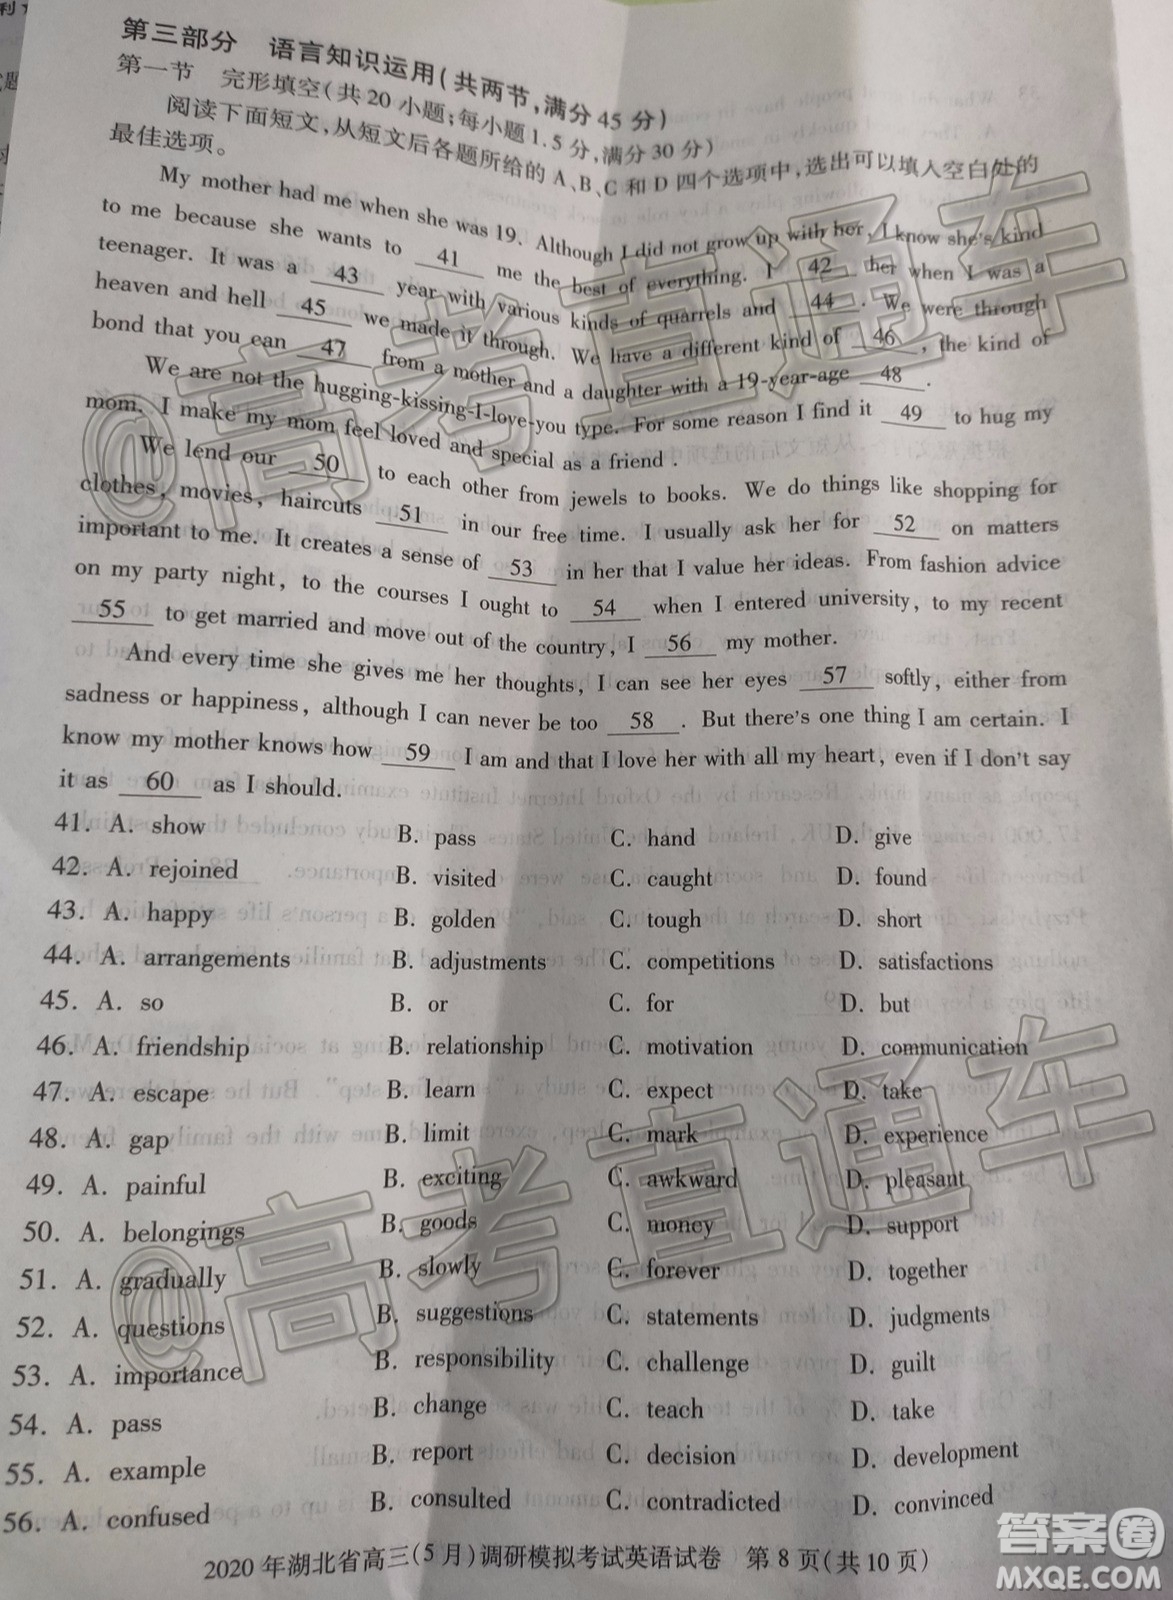 第三部分 语言知识运用(共两节,满分45分)
第一节 完形填空(共20小题;每小题1.5分,满分30分)
阅读下面短文,从短文后各题所给的A、B、C和D四个选项中,选出可以填入空白处的
最佳选项。
My mother had me when she was 19. Although I did not grow up with her, I know she's kind
to me because she wants to 41 me the best of everything. I 42 her when I was a
teenager. It was a 43 year with various kinds of quarrels and 44 . We were through
heaven and hell 45 we made it through. We have a different kind of 46 , the kind of
bond that you can 47 from a mother and a daughter with a 19-year-age 48 .
We are not the hugging-kissing-I-love-you type. For some reason I find it 49 to hug my
mom. I make my mom feel loved and special as a friend .
We lend our 50 to each other from jewels to books. We do things like shopping for
clothes, movies, haircuts 51 in our free time. I usually ask her for 52 on matters
important to me. It creates a sense of 53 in her that I value her ideas. From fashion advice
on my party night, to the courses I ought to 54 when I entered university, to my recent
55 to get married and move out of the country, I 56 my mother.
And every time she gives me her thoughts, I can see her eyes 57 softly, either from
sadness or happiness, although I can never be too 58 . But there's one thing I am certain. I
know my mother knows how 59 I am and that I love her with all my heart, even if I don't say
it as 60 as I should.
41. A. show B. pass C. hand D. give
42. A. rejoined B. visited C. caught D. found
43. A. happy B. golden C. tough D. short
44. A. arrangements B. adjustments C. competitions D. satisfactions
45. A. so B. or C. for D. but
46. A. friendship B. relationship C. motivation D. communication
47. A. escape B. learn C. expect D. take
48. A. gap B. limit C. mark D. experience
49. A. painful B. exciting C. awkward D. pleasant
50. A. belongings B. goods C. money D. support
51. A. gradually B. slowly C. forever D. together
52. A. questions B. suggestions C. statements D. judgments
53. A. importance B. responsibility C. challenge D. guilt
54. A. pass B. change C. teach D. take
55. A. example B. report C. decision D. development
56. A. confused B. consulted C. contradicted D. convinced
2020年湖北省高三(5月)调研模拟考试英语试卷 第8页(共10页)
@高考直通车
@高考直通车
答案圈
MXQE.COM